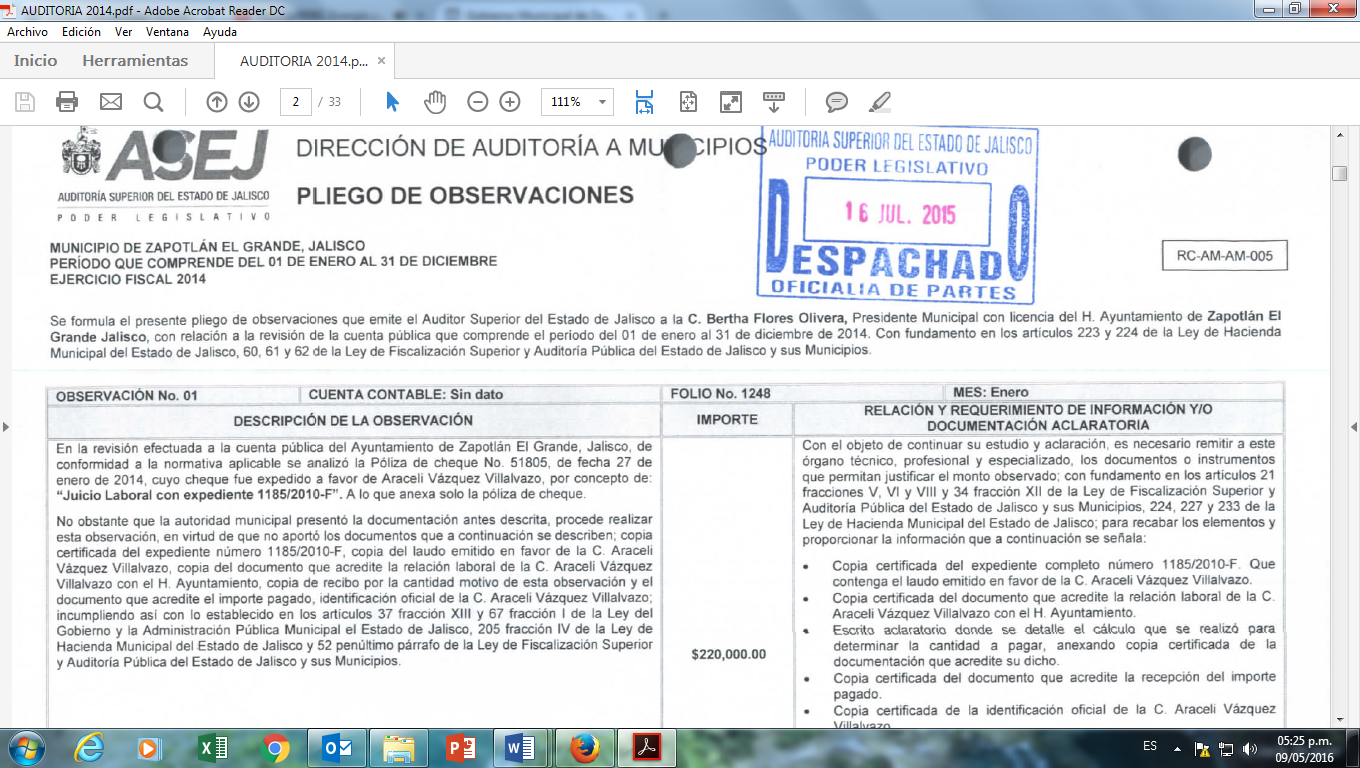 AUDITORIA 2014.pdf - Adobe Acrobat Reader DC
Archivo Edición Ver Ventana Ayuda
Inicio Herramientas AUDITORIA 2014.p... ×
2 / 33 111%
ASEJ
AUDITORÍA SUPERIOR DEL ESTADO DE JALISCO
PODER LEGISLATIVO
DIRECCIÓN DE AUDITORÍA A MUNICIPIOS
PLIEGO DE OBSERVACIONES
AUDITORIA SUPERIOR DEL ESTADO DE JALISCO
PODER LEGISLATIVO
16 JUL. 2015
DESPACHADO
OFICIALIA DE PARTES
RC-AM-AM-005
MUNICIPIO DE ZAPOTLÁN EL GRANDE, JALISCO
PERÍODO QUE COMPRENDE DEL 01 DE ENERO AL 31 DE DICIEMBRE
EJERCICIO FISCAL 2014
Se formula el presente pliego de observaciones que emite el Auditor Superior del Estado de Jalisco a la C. Bertha Flores Olivera, Presidente Municipal con licencia del H. Ayuntamiento de Zapotlán El
Grande Jalisco, con relación a la revisión de la cuenta pública que comprende el periodo del 01 de enero al 31 de diciembre de 2014. Con fundamento en los artículos 223 y 224 de la Ley de Hacienda
Municipal del Estado de Jalisco, 60, 61 y 62 de la Ley de Fiscalización Superior y Auditoría Pública del Estado de Jalisco y sus Municipios.
OBSERVACIÓN No. 01 CUENTA CONTABLE: Sin dato FOLIO No. 1248 MES: Enero
DESCRIPCIÓN DE LA OBSERVACIÓN
IMPORTE
RELACIÓN Y REQUERIMIENTO DE INFORMACIÓN Y/O
DOCUMENTACIÓN ACLARATORIA
En la revisión efectuada a la cuenta pública del Ayuntamiento de Zapotlán El Grande, Jalisco, de
conformidad a la normativa aplicable se analizó la Póliza de cheque No. 51805, de fecha 27 de
enero de 2014, cuyo cheque fue expedido a favor de Araceli Vázquez Villalvazo, por concepto de:
“Juicio Laboral con expediente 1185/2010-F”. A lo que anexa solo la póliza de cheque.
No obstante que la autoridad municipal presentó la documentación antes descrita, procede realizar
esta observación, en virtud de que no aportó los documentos que a continuación se describen; copia
certificada del expediente número 1185/2010-F, copia del laudo emitido en favor de la C. Araceli
Vázquez Villalvazo, copia del documento que acredite la relación laboral de la C. Araceli Vázquez
Villalvazo con el H. Ayuntamiento, copia de recibo por la cantidad motivo de esta observación y el
documento que acredite el importe pagado, identificación oficial de la C. Araceli Vázquez Villalvazo;
incumpliendo así con lo establecido en los artículos 37 fracción XIII y 67 fracción I de la Ley del
Gobierno y la Administración Pública Municipal el Estado de Jalisco, 205 fracción IV de la Ley de
Hacienda Municipal del Estado de Jalisco y 52 penúltimo párrafo de la Ley de Fiscalización Superior
y Auditoría Pública del Estado de Jalisco y sus Municipios.
$220,000.00
Con el objeto de continuar su estudio y aclaración, es necesario remitir a este
órgano técnico, profesional y especializado, los documentos o instrumentos
que permitan justificar el monto observado; con fundamento en los artículos 21
fracciones V, VI y VIII y 34 fracción XII de la Ley de Fiscalización Superior y
Auditoría Pública del Estado de Jalisco y sus Municipios, 224, 227 y 233 de la
Ley de Hacienda Municipal del Estado de Jalisco; para recabar los elementos y
proporcionar la información que a continuación se señala:
• Copia certificada del expediente completo número 1185/2010-F. Que
contenga el laudo emitido en favor de la C. Araceli Vázquez Villalvazo.
• Copia certificada del documento que acredite la relación laboral de la C.
Araceli Vázquez Villalvazo con el H. Ayuntamiento.
• Escrito aclaratorio donde se detalle el cálculo que se realizó para
determinar la cantidad a pagar, anexando copia certificada de la
documentación que acredite su dicho.
• Copia certificada del documento que acredite la recepción del importe
pagado.
• Copia certificada de la identificación oficial de la C. Araceli Vázquez
Villalvazo
ES 05:25 p.m.
09/05/2016